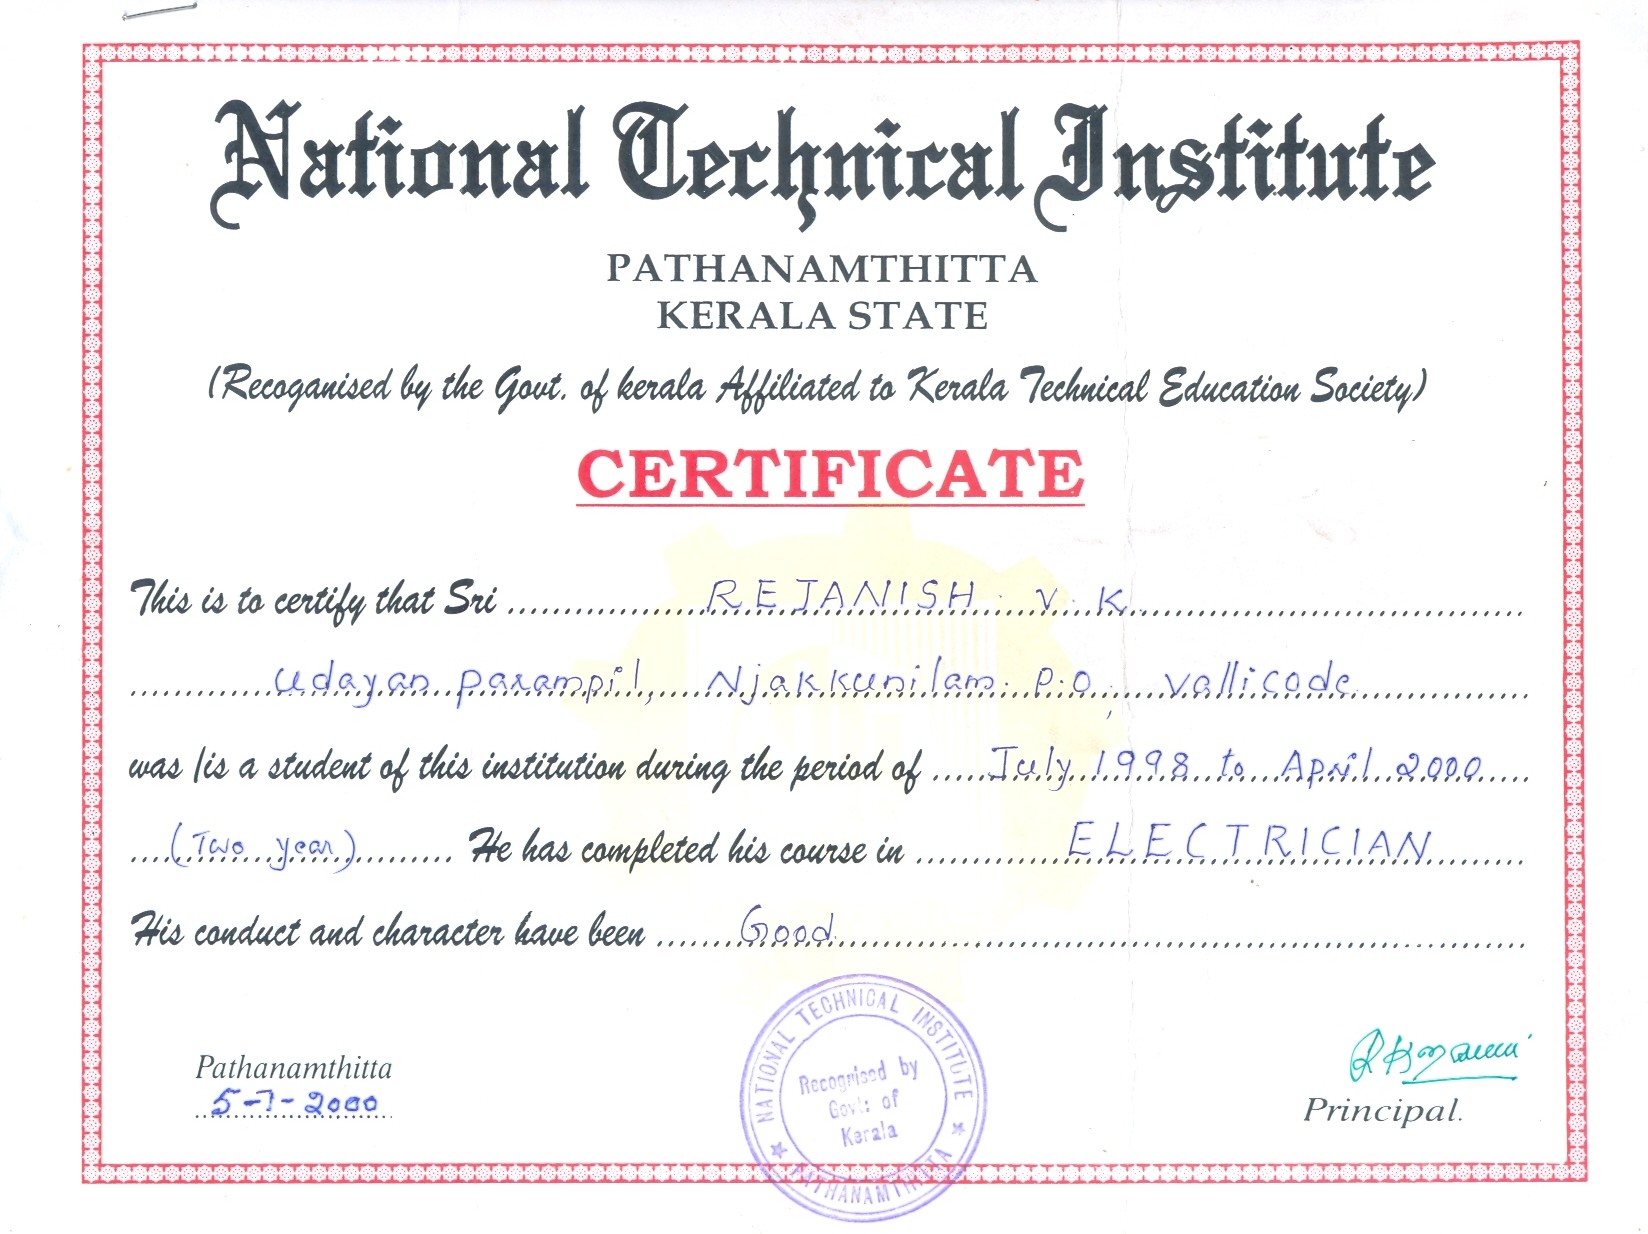 National Technical Institute
PATHANAMTHITTA
KERALA STATE
(Recoganised by the Govt. of kerala Affiliated to Kerala Technical Education Society)
CERTIFICATE
This is to certify that Sri ..........REJANISH. V. K..........
..........Udayan parampil, Njakkunilam. P.O, Vallicode..........
was /is a student of this institution during the period of .....July 1998 to April 2000.....
....(Two year).......... He has completed his course in ..........ELECTRICIAN..........
His conduct and character have been .......Good..........
Pathanamthitta
5-7-2000
Principal.
NATIONAL TECHNICAL INSTITUTE
Recognised by
Govt: of
Kerala
PATHANAMTHITTA